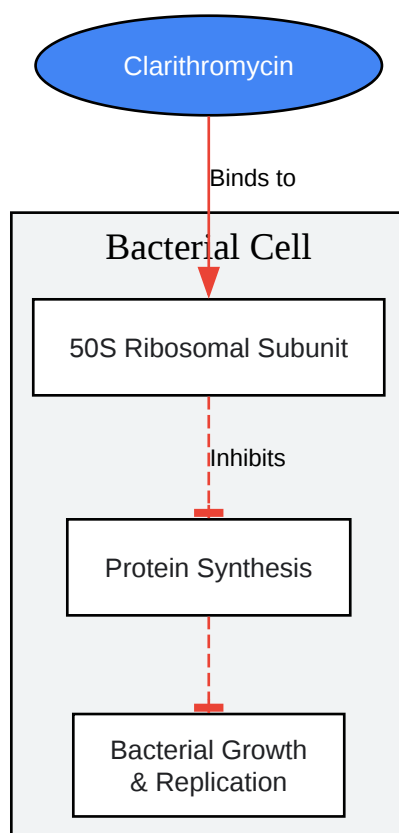 Clarithromycin
Binds to
Bacterial Cell
50S Ribosomal Subunit
Inhibits
Protein Synthesis
Bacterial Growth
& Replication